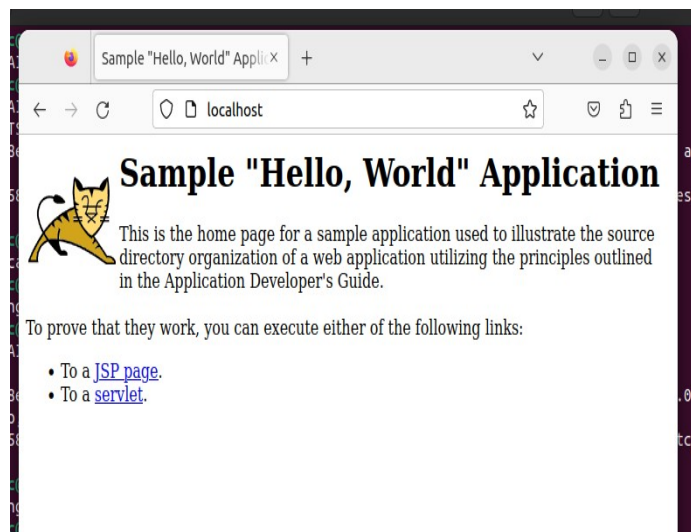 Sample "Hello, World" Applic
localhost
Sample "Hello, World" Application
This is the home page for a sample application used to illustrate the source
directory organization of a web application utilizing the principles outlined
in the Application Developer's Guide.
To prove that they work, you can execute either of the following links:
• To a JSP page.
• To a servlet.